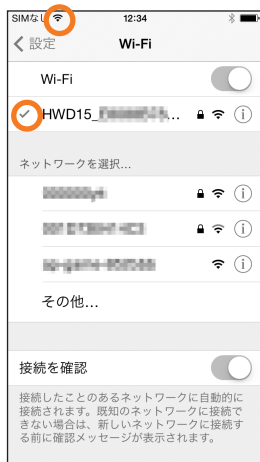 SIMなし 12:34
設定 Wi-Fi
Wi-Fi
HWD15_ ...
ネットワークを選択...
その他...
接続を確認
接続したことのあるネットワークに自動的に
接続されます。既知のネットワークに接続で
きない場合は、新しいネットワークに接続す
る前に確認メッセージが表示されます。